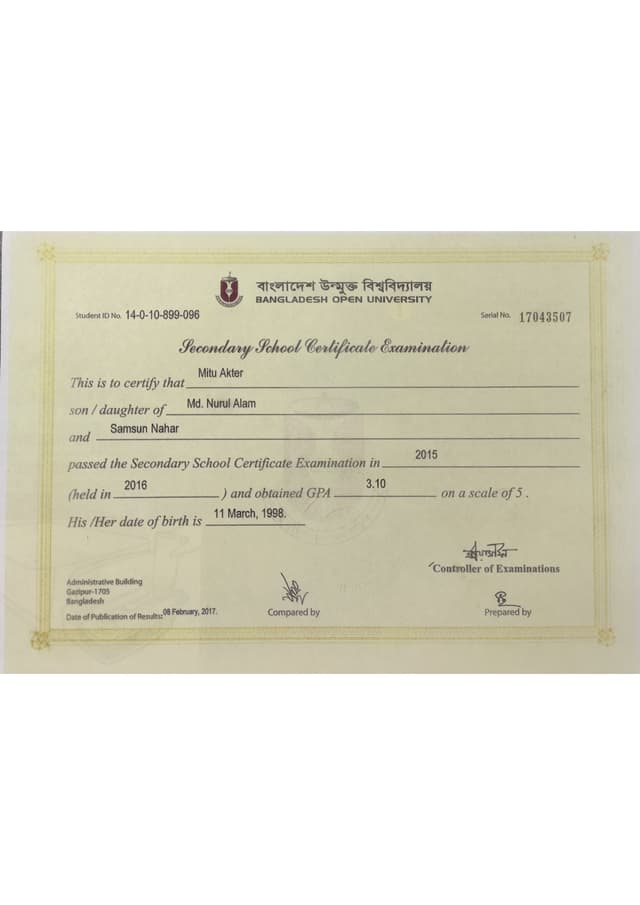 বাংলাদেশ উন্মুক্ত বিশ্ববিদ্যালয়
BANGLADESH OPEN UNIVERSITY
Student ID No. 14-0-10-899-096
Serial No. 17043507
Secondary School Certificate Examination
This is to certify that Mitu Akter
son / daughter of Md. Nurul Alam
and Samsun Nahar
passed the Secondary School Certificate Examination in 2015
(held in 2016 ) and obtained GPA 3.10 on a scale of 5 .
His /Her date of birth is 11 March, 1998.
Controller of Examinations
Administrative Building
Gazipur-1705
Bangladesh
Date of Publication of Results: 08 February, 2017.
Compared by
Prepared by